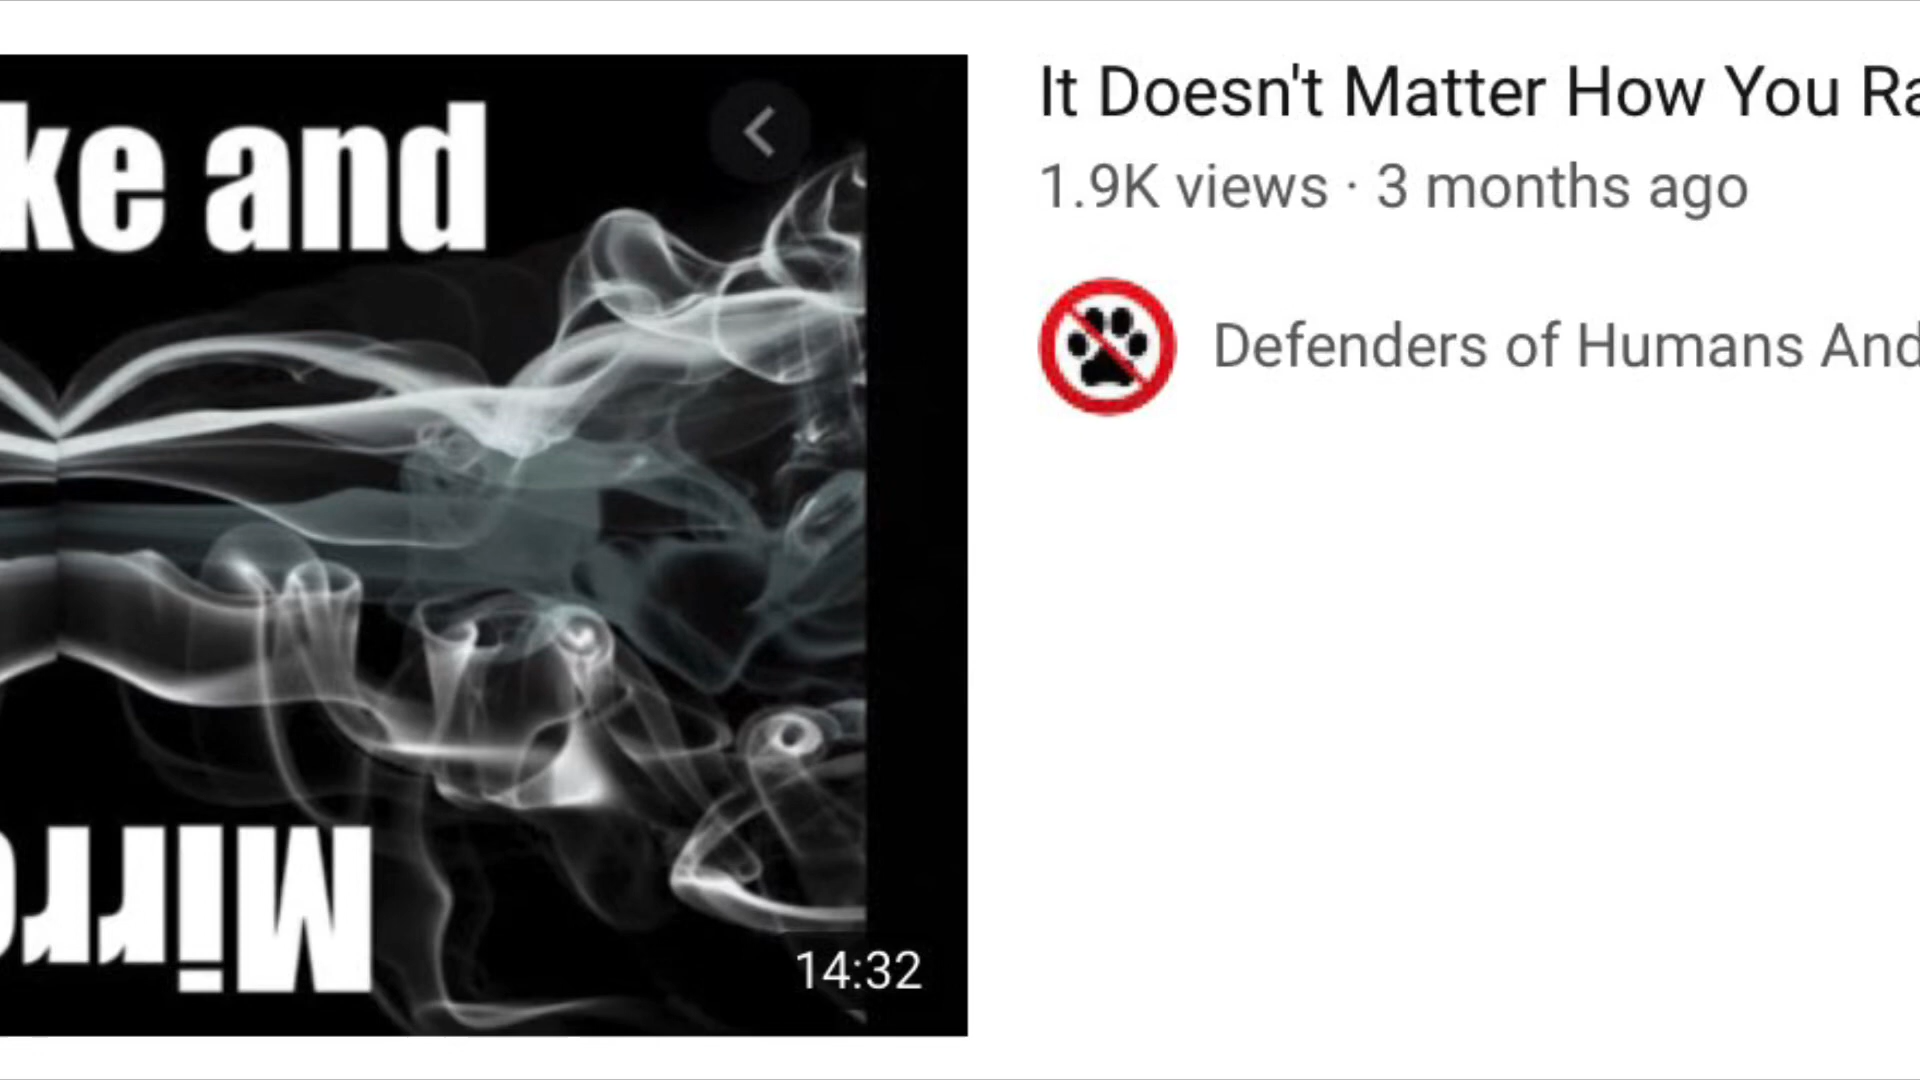 ke and
Mirro
14:32
It Doesn't Matter How You Ra
1.9K views · 3 months ago
Defenders of Humans And